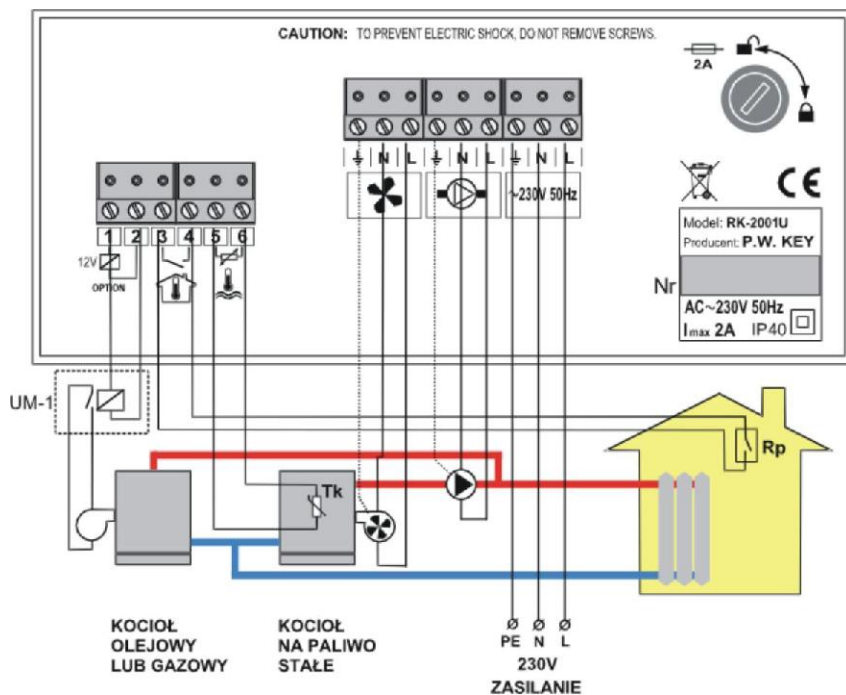 CAUTION: TO PREVENT ELECTRIC SHOCK, DO NOT REMOVE SCREWS.
2A
N L N L N L
~230V 50Hz
1 2 3 4 5 6
12V
OPTION
CE
Model: RK-2001U
Producent: P.W. KEY
Nr
AC~230V 50Hz
Imax 2A IP40
UM-1
Rp
Tk
KOCIOŁ
OLEJOWY
LUB GAZOWY
KOCIOŁ
NA PALIWO
STAŁE
PE N L
230V
ZASILANIE